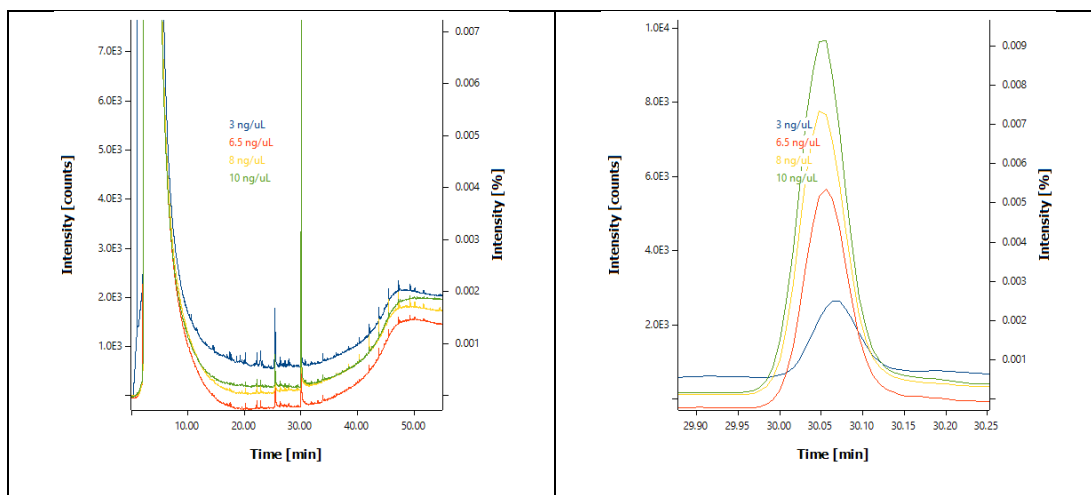 7.0E3
6.0E3
5.0E3
4.0E3
3.0E3
2.0E3
1.0E3
Intensity [counts]
3 ng/uL
6.5 ng/uL
8 ng/uL
10 ng/uL
0.007
0.006
0.005
0.004
0.003
0.002
0.001
Intensity [%]
10.00 20.00 30.00 40.00 50.00
Time [min]
1.0E4
8.0E3
6.0E3
4.0E3
2.0E3
Intensity [counts]
3 ng/uL
6.5 ng/uL
8 ng/uL
10 ng/uL
0.009
0.008
0.007
0.006
0.005
0.004
0.003
0.002
0.001
Intensity [%]
28.90 29.95 30.00 30.05 30.10 30.15 30.20 30.25
Time [min]